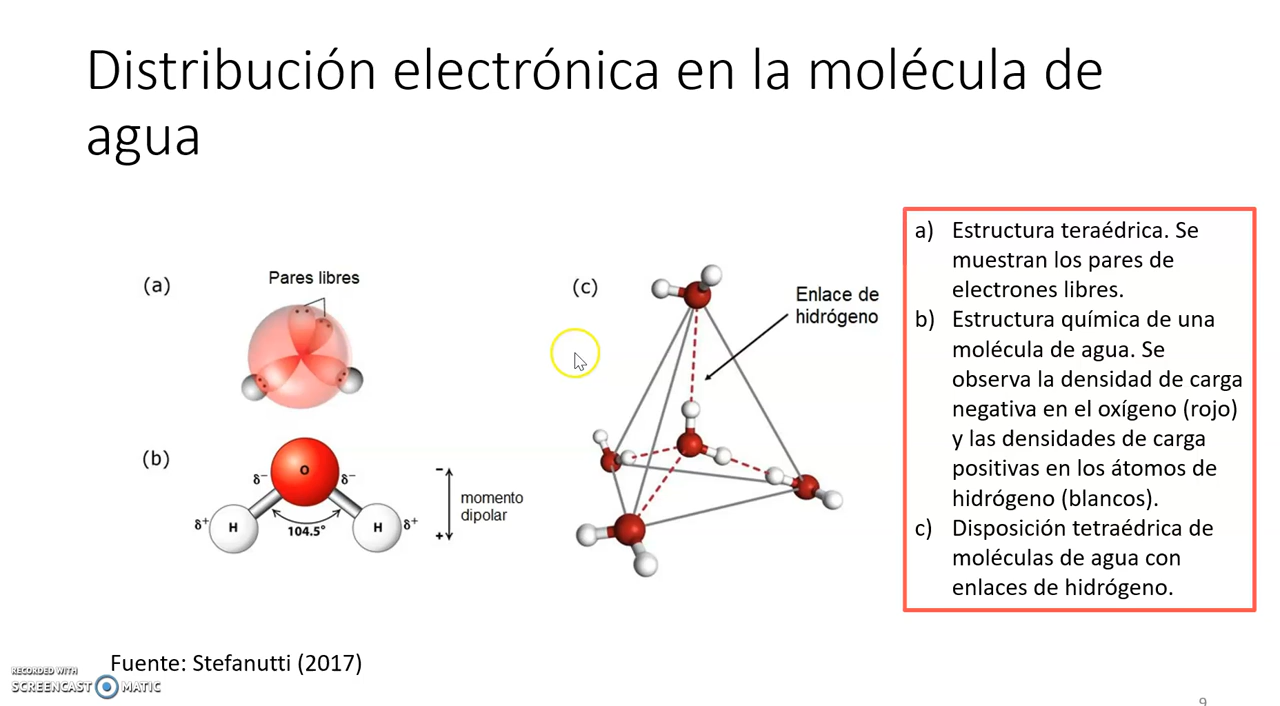 Distribución electrónica en la molécula de
agua
(a)
Pares libres
(b)
O
δ⁻
δ⁻
δ⁺
H
H
δ⁺
104.5°
-
+
momento
dipolar
(c)
Enlace de
hidrógeno
a) Estructura teraédrica. Se
muestran los pares de
electrones libres.
b) Estructura química de una
molécula de agua. Se
observa la densidad de carga
negativa en el oxígeno (rojo)
y las densidades de carga
positivas en los átomos de
hidrógeno (blancos).
c) Disposición tetraédrica de
moléculas de agua con
enlaces de hidrógeno.
Fuente: Stefanutti (2017)
RECORDED WITH
SCREENCAST MATIC
9